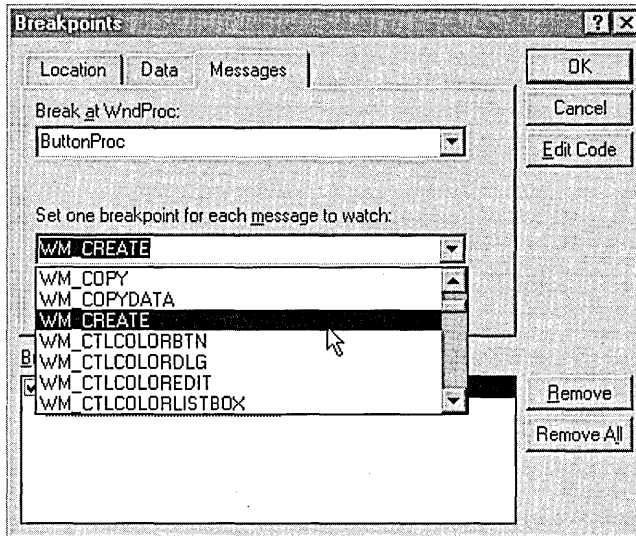 Breakpoints
Location Data Messages
OK
Break at WndProc:
Cancel
ButtonProc
Edit Code
Set one breakpoint for each message to watch:
WM_CREATE
WM_COPY
WM_COPYDATA
WM_CREATE
WM_CTLCOLORBTN
WM_CTLCOLORDLG
WM_CTLCOLOREDIT
WM_CTLCOLORLISTBOX
Remove
Remove All